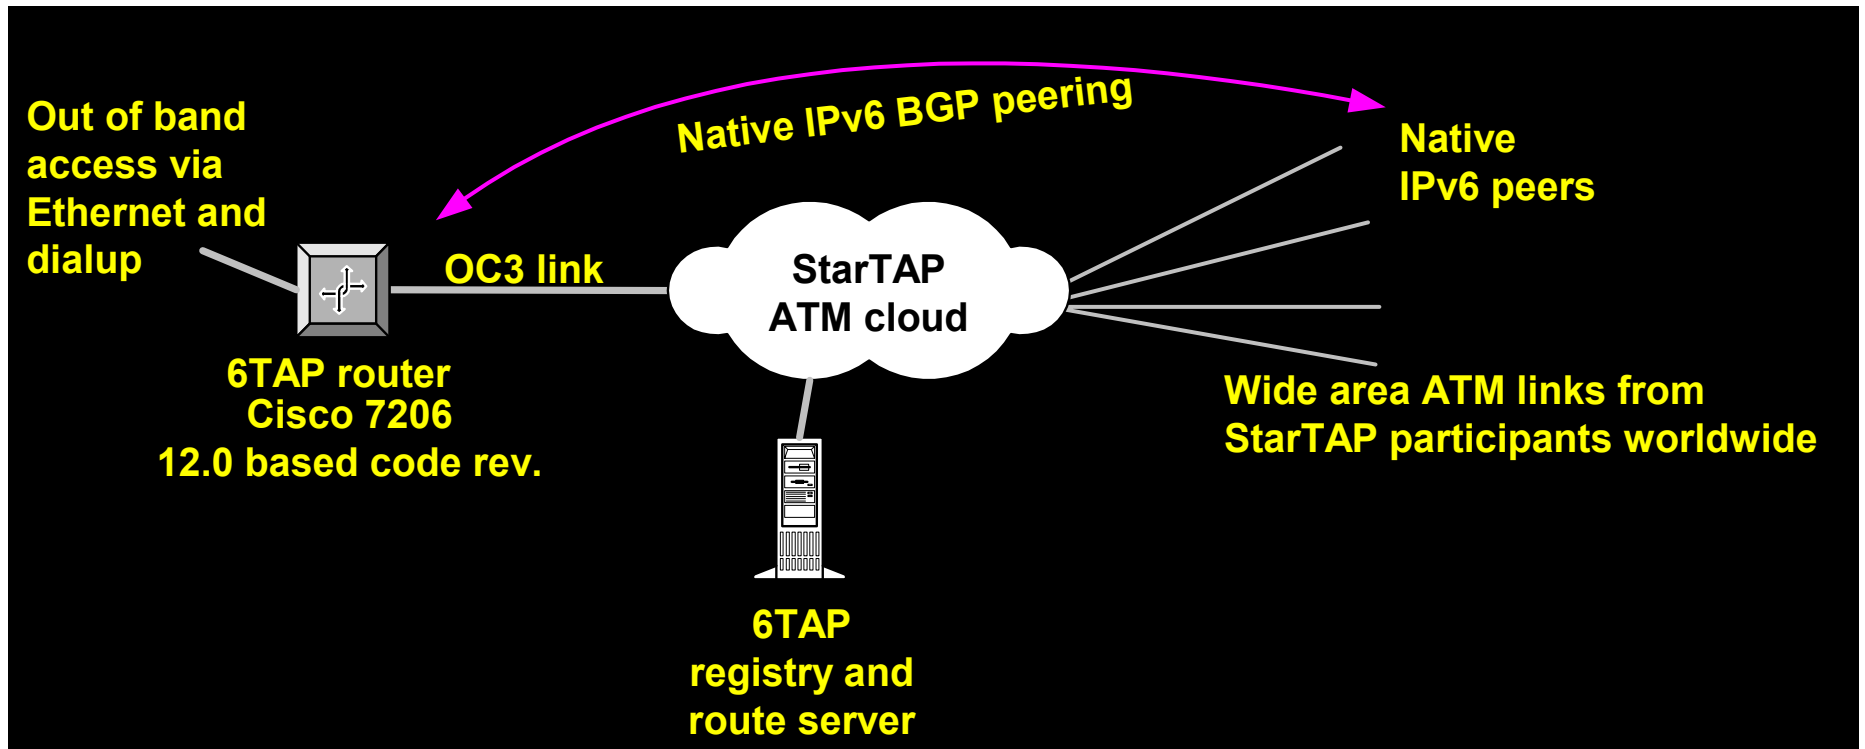 Out of band
access via
Ethernet and
dialup
Native IPv6 BGP peering
Native
IPv6 peers
OC3 link
StarTAP
ATM cloud
6TAP router
Cisco 7206
12.0 based code rev.
Wide area ATM links from
StarTAP participants worldwide
6TAP
registry and
route server